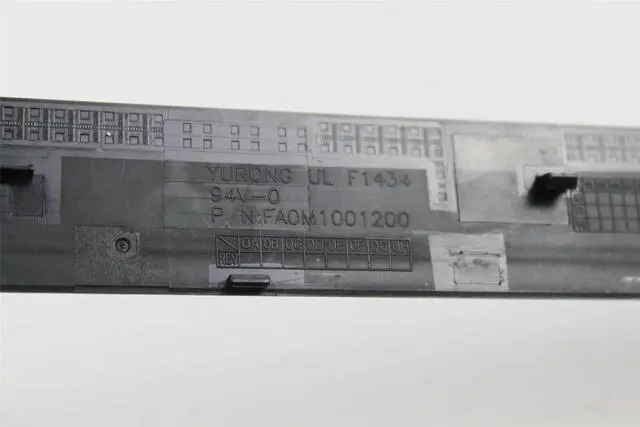 YURONG UL F1434
94V-0
P/N:FA0M1001200
0A 0B 0C 0D 0E 0F 0G 0H
REV